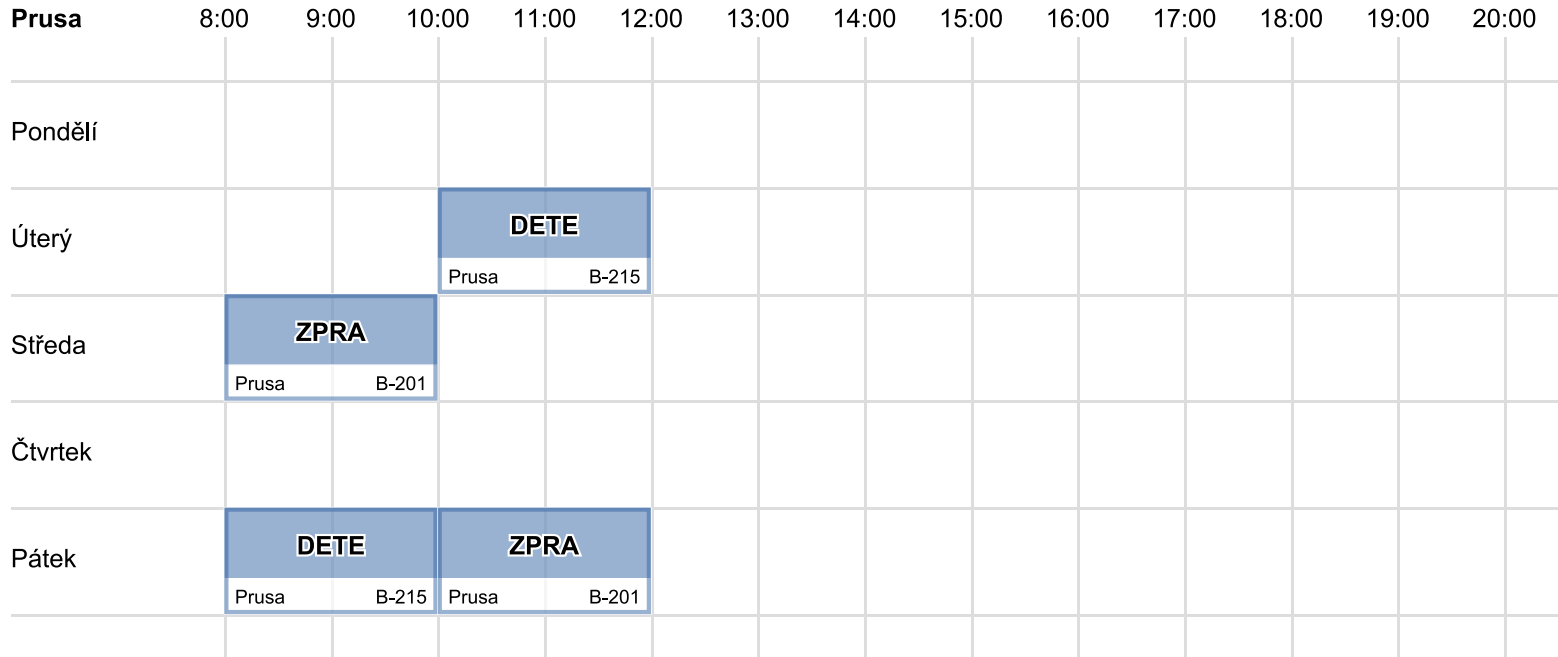 Prusa 8:00 9:00 10:00 11:00 12:00 13:00 14:00 15:00 16:00 17:00 18:00 19:00 20:00
Pondělí
Úterý
DETE
Prusa B-215
Středa
ZPRA
Prusa B-201
Čtvrtek
Pátek
DETE ZPRA
Prusa B-215 Prusa B-201